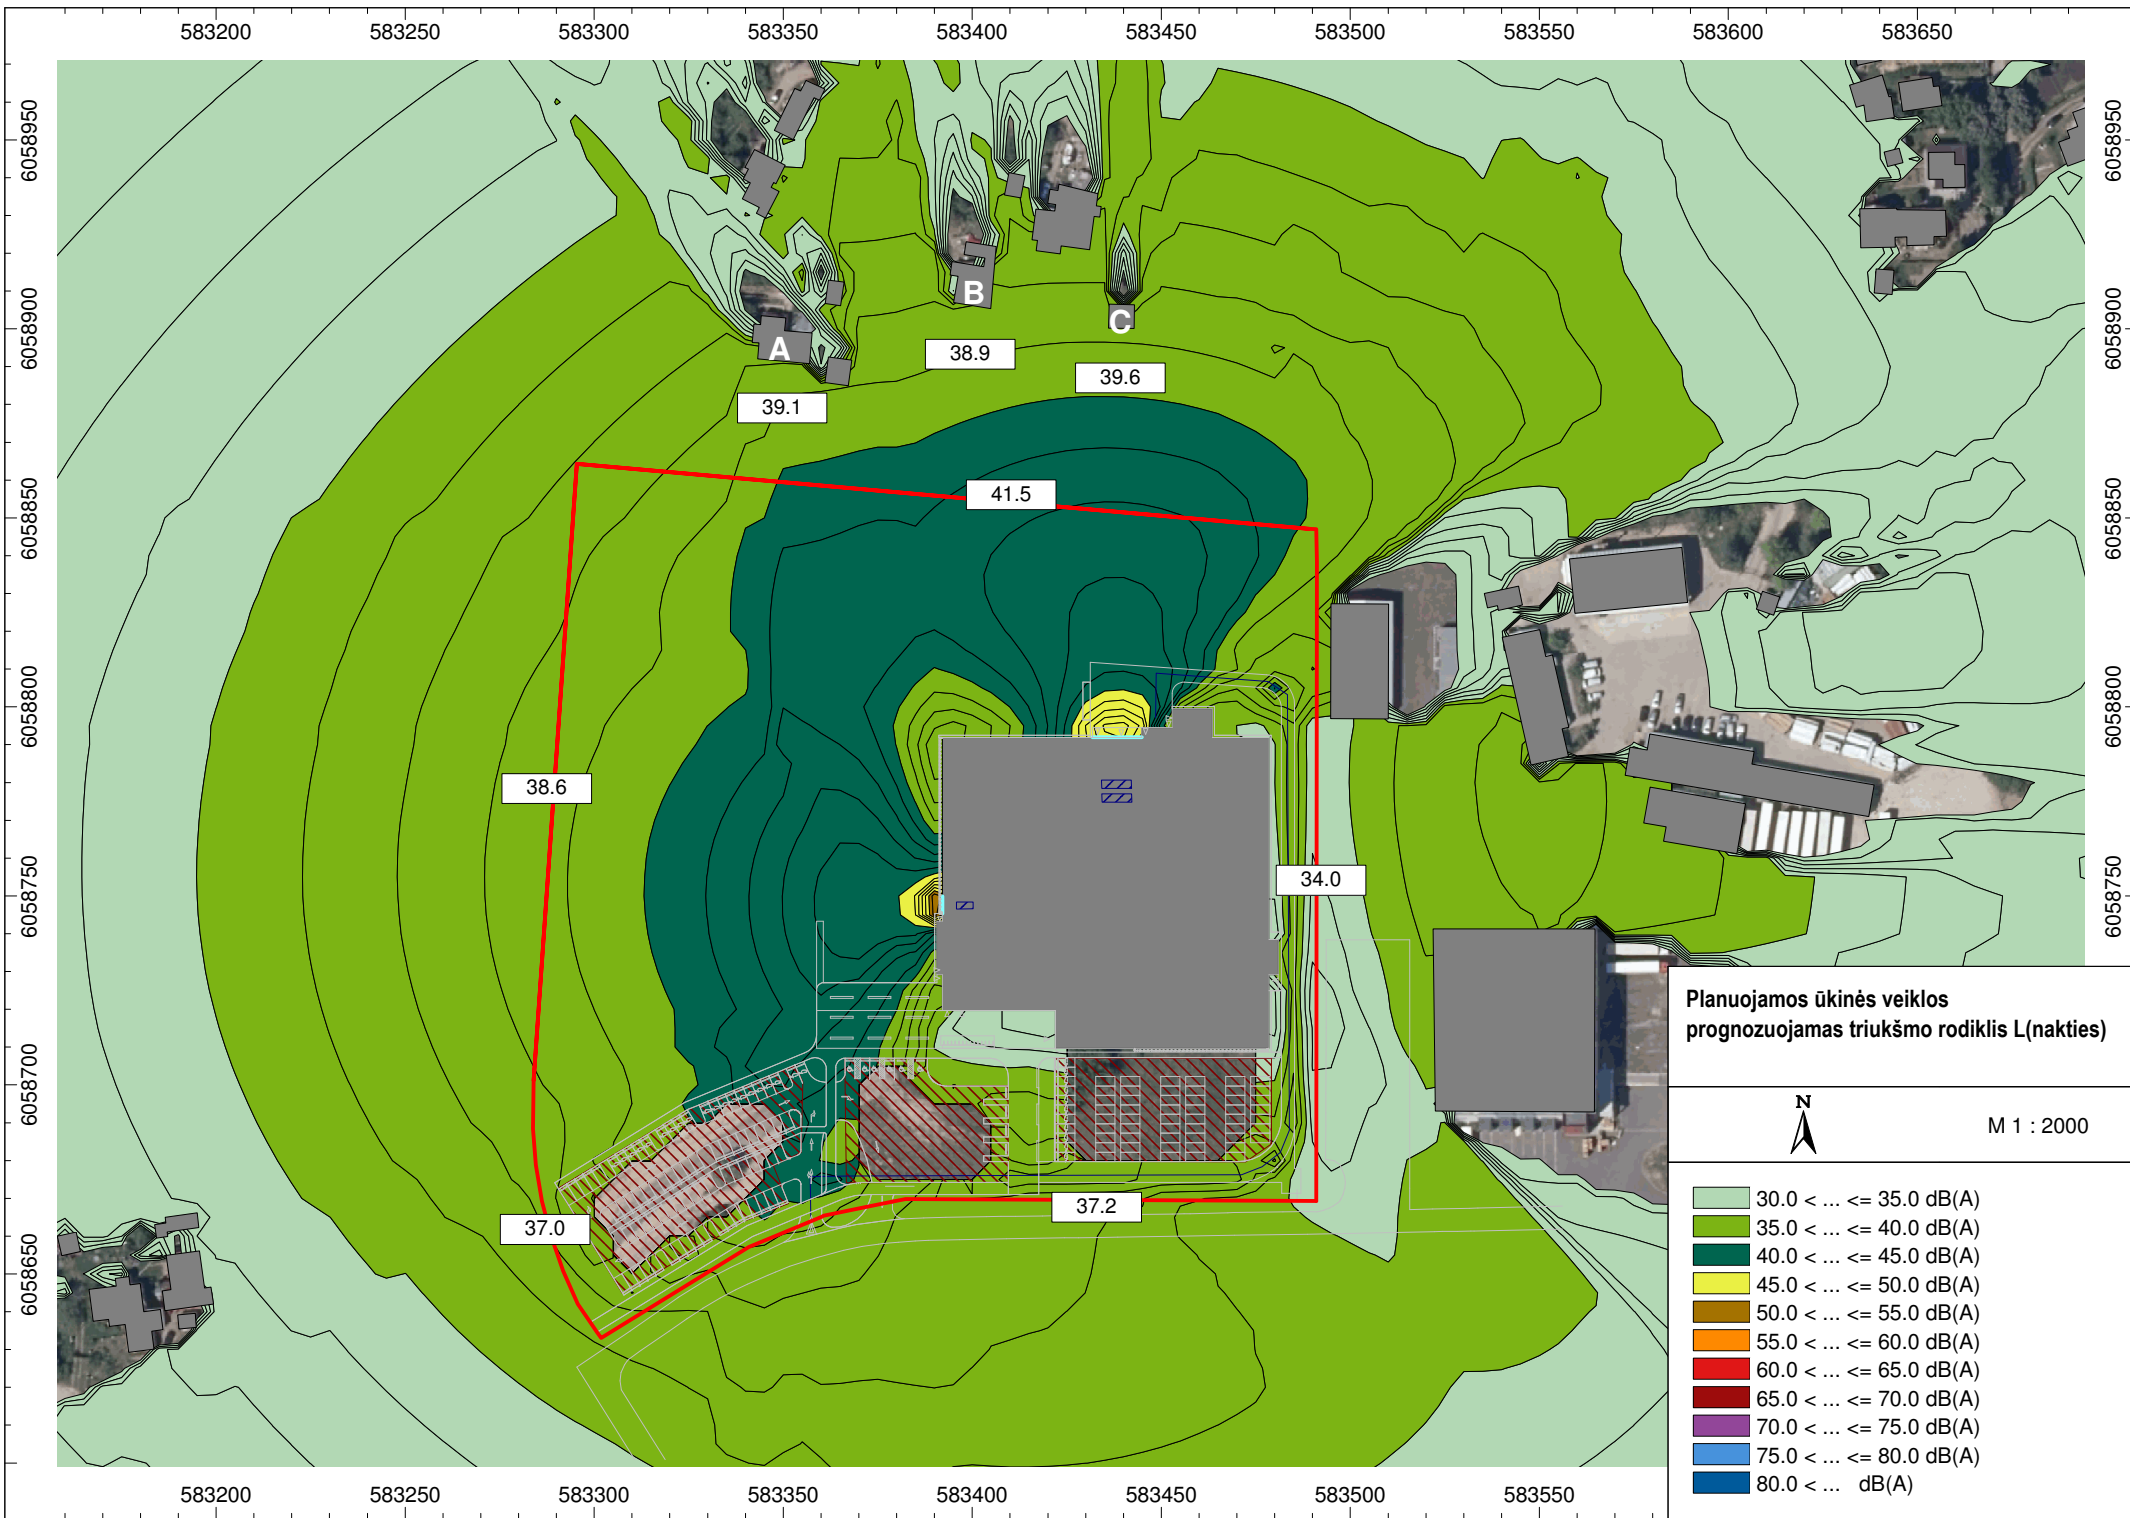 583200 583250 583300 583350 583400 583450 583500 583550 583600 583650
6058950 6058900 6058850 6058800 6058750 6058700 6058650
6058950 6058900 6058850 6058800 6058750
A
B
C
38.9
39.6
39.1
41.5
38.6
34.0
37.2
37.0
Planuojamos ūkinės veiklos
prognozuojamas triukšmo rodiklis L(nakties)
N
M 1 : 2000
30.0 < ... <= 35.0 dB(A)
35.0 < ... <= 40.0 dB(A)
40.0 < ... <= 45.0 dB(A)
45.0 < ... <= 50.0 dB(A)
50.0 < ... <= 55.0 dB(A)
55.0 < ... <= 60.0 dB(A)
60.0 < ... <= 65.0 dB(A)
65.0 < ... <= 70.0 dB(A)
70.0 < ... <= 75.0 dB(A)
75.0 < ... <= 80.0 dB(A)
80.0 < ... dB(A)
583200 583250 583300 583350 583400 583450 583500 583550